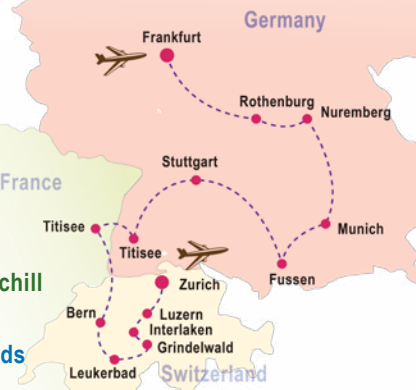 Germany
Frankfurt
Rothenburg
Nuremberg
Stuttgart
France
Titisee
Munich
Titisee
Fussen
chill
Zurich
Bern
Luzern
Interlaken
Grindelwald
ds
Leukerbad
Switzerland